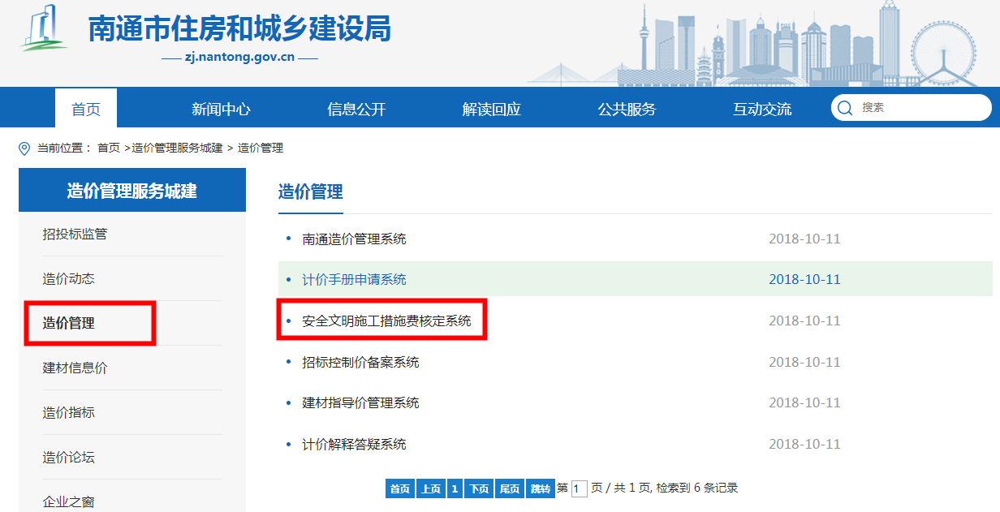 南通市住房和城乡建设局
zj.nantong.gov.cn
首页 新闻中心 信息公开 解读回应 公共服务 互动交流 搜索
当前位置： 首页 >造价管理服务城建 > 造价管理
造价管理服务城建
招投标监管
造价动态
造价管理
建材信息价
造价指标
造价论坛
企业之窗
造价管理
南通造价管理系统 2018-10-11
计价手册申请系统 2018-10-11
安全文明施工措施费核定系统 2018-10-11
招标控制价备案系统 2018-10-11
建材指导价管理系统 2018-10-11
计价解释答疑系统 2018-10-11
首页 上页 1 下页 尾页 跳转 第 1 页 / 共 1 页, 检索到 6 条记录